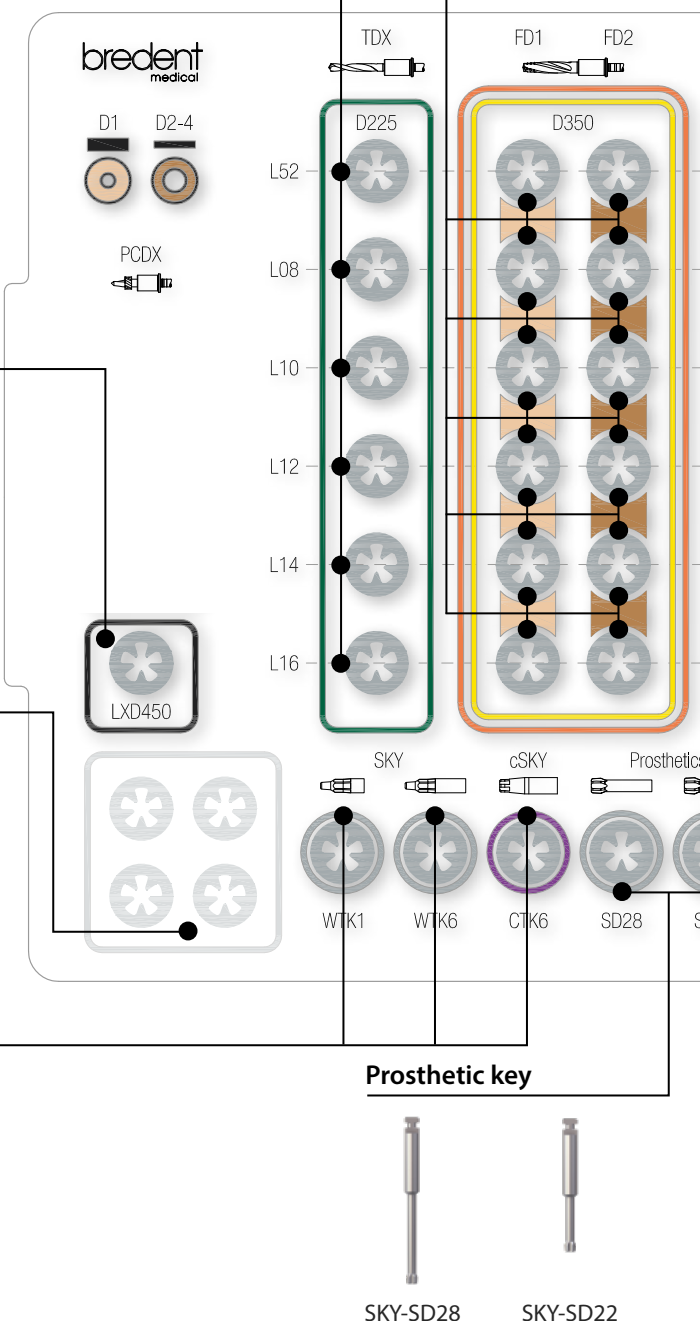 bredent
medical
TDX
FD1 FD2
D1 D2-4
D225 D350
L52
PCDX
L08
L10
L12
L14
L16
LXD450
SKY cSKY Prosthetics
WTK1 WTK6 CTK6 SD28 S
Prosthetic key
SKY-SD28 SKY-SD22